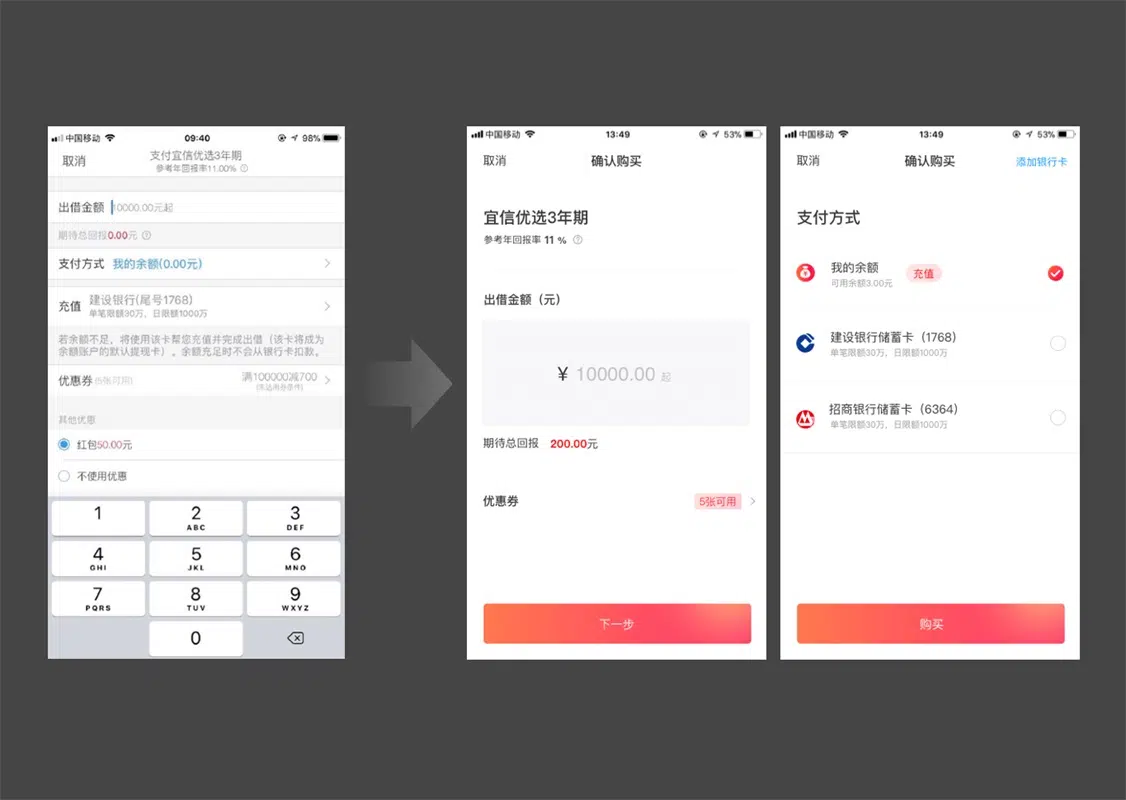 中国移动 09:40 98%
取消 支付宜信优选3年期
参考年回报率11.00% ?
出借金额 10000.00元起
期待总回报0.00元 ?
支付方式 我的余额(0.00元)
充值 建设银行(尾号1768)
单笔限额30万，日限额1000万
若余额不足，将使用该卡帮您充值并完成出借（该卡将成为
余额账户的默认提现卡）。余额充足时不会从银行卡扣款。
优惠券(5张可用) 满100000减700
其他优惠
红包50.00元
不使用优惠
1 2 3
ABC DEF
4 5 6
GHI JKL MNO
7 8 9
PQRS TUV WXYZ
0
中国移动 13:49 53%
取消 确认购买
宜信优选3年期
参考年回报率 11 % ?
出借金额（元）
¥ 10000.00 起
期待总回报 200.00元
优惠券 5张可用
下一步
中国移动 13:49 53%
取消 确认购买 添加银行卡
支付方式
我的余额 充值
可用余额3.00元
建设银行储蓄卡（1768）
单笔限额30万，日限额1000万
招商银行储蓄卡（6364）
单笔限额30万，日限额1000万
购买